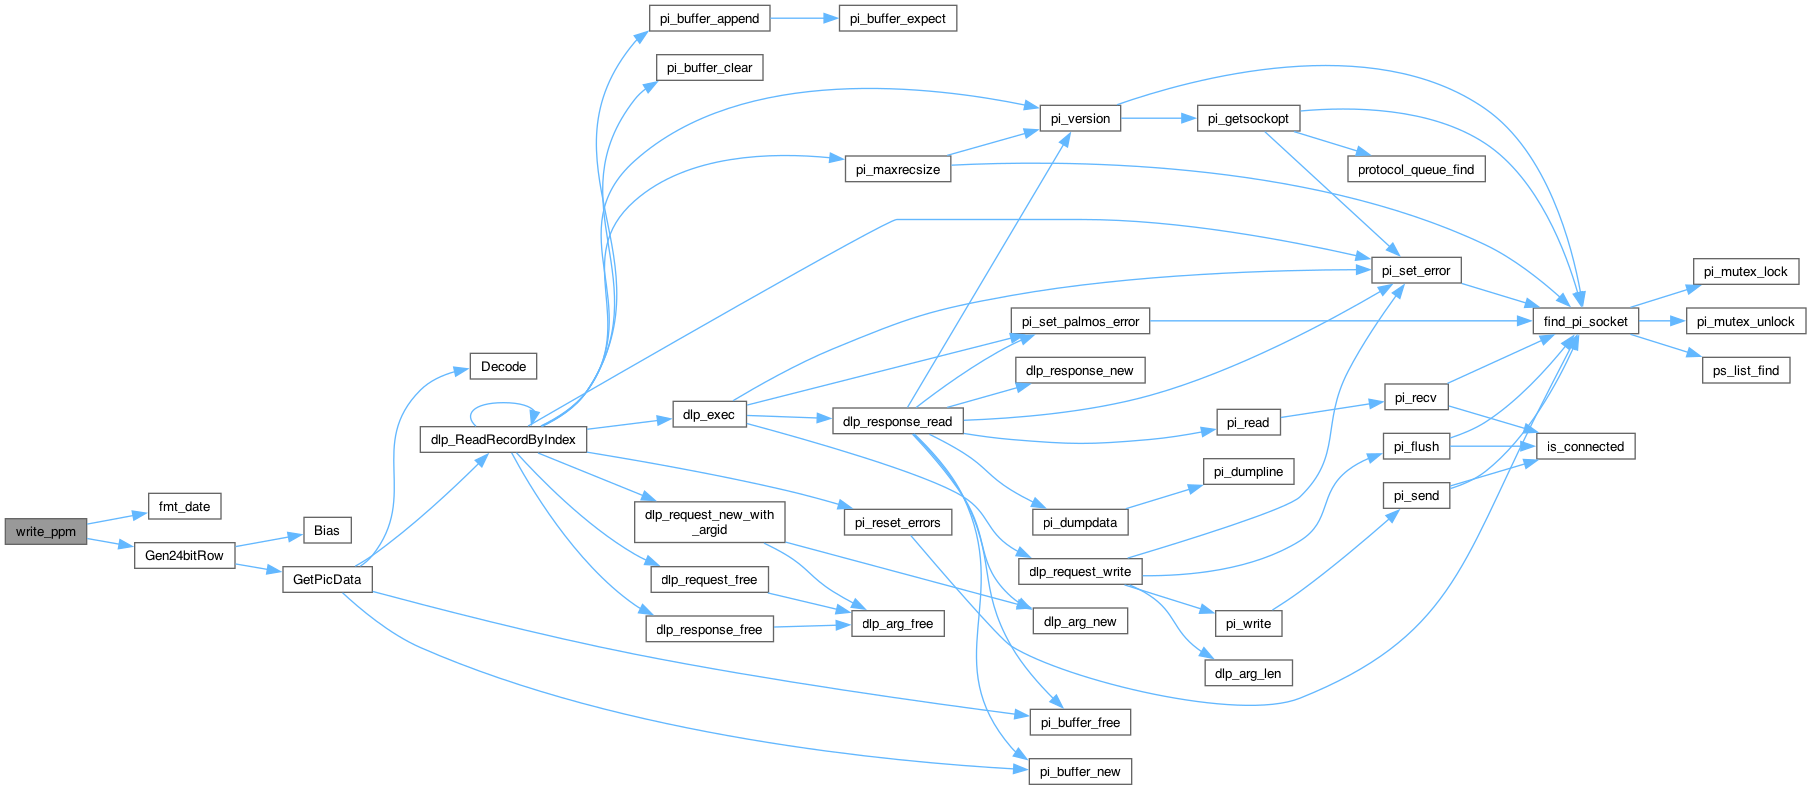 write_ppm
fmt_date
Gen24bitRow
Bias
GetPicData
Decode
dlp_ReadRecordByIndex
pi_buffer_append
pi_buffer_expect
pi_buffer_clear
pi_version
pi_getsockopt
pi_maxrecsize
protocol_queue_find
pi_set_error
pi_mutex_lock
pi_set_palmos_error
find_pi_socket
pi_mutex_unlock
dlp_response_new
ps_list_find
dlp_exec
dlp_response_read
pi_read
pi_recv
pi_flush
is_connected
pi_dumpline
pi_send
dlp_request_new_with
_argid
pi_reset_errors
pi_dumpdata
dlp_request_free
dlp_request_write
dlp_response_free
dlp_arg_free
dlp_arg_new
pi_write
dlp_arg_len
pi_buffer_free
pi_buffer_new